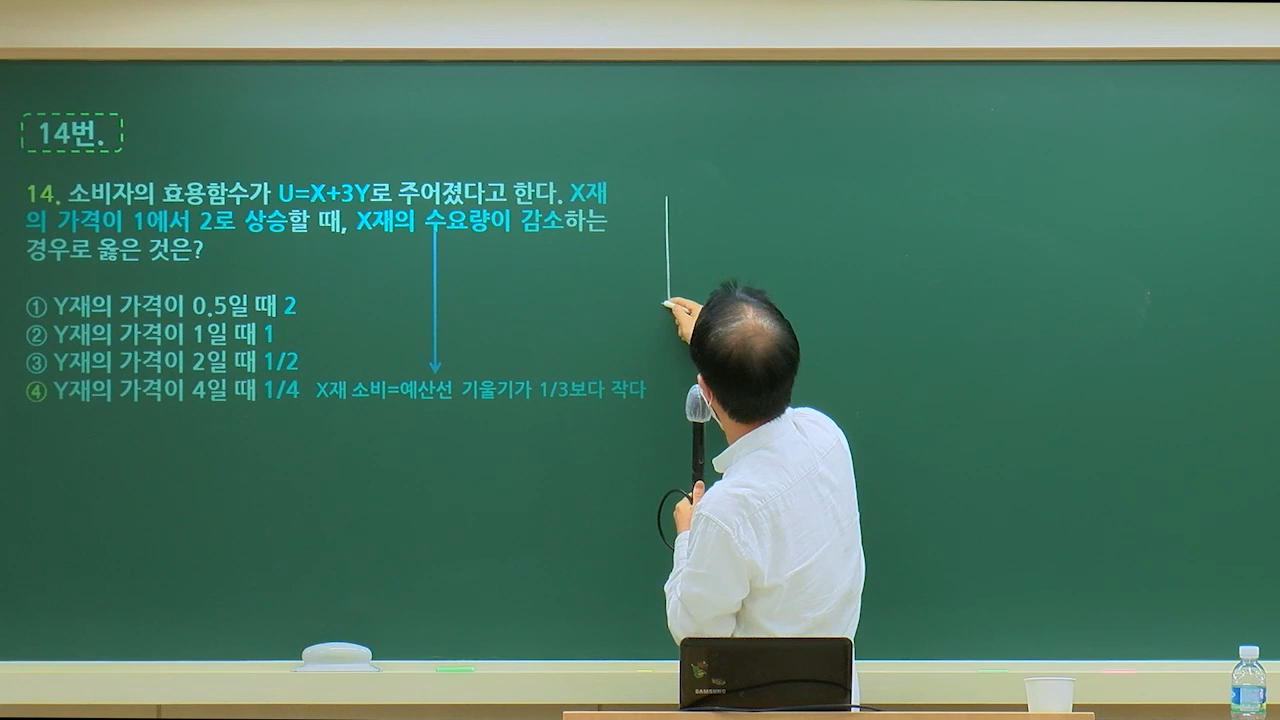 14번.
14. 소비자의 효용함수가 U=X+3Y로 주어졌다고 한다. X재
의 가격이 1에서 2로 상승할 때, X재의 수요량이 감소하는
경우로 옳은 것은?
① Y재의 가격이 0.5일 때 2
② Y재의 가격이 1일 때 1
③ Y재의 가격이 2일 때 1/2
④ Y재의 가격이 4일 때 1/4 X재 소비=예산선 기울기가 1/3보다 작다
SAMSUNG